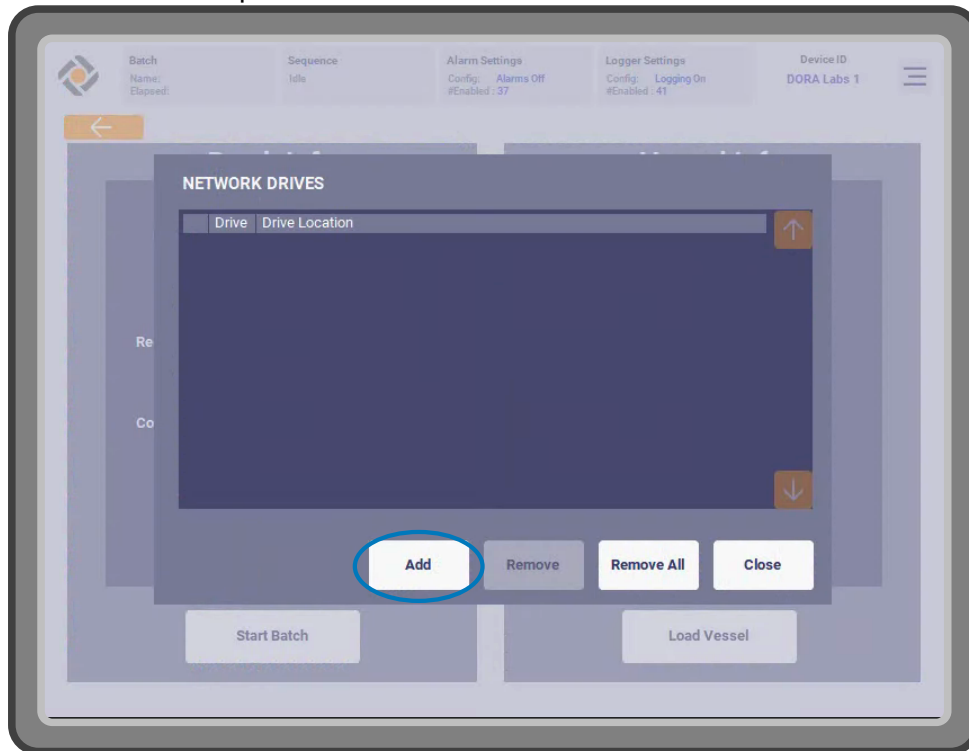 Batch
Name:
Elapsed:
Sequence
Idle
Alarm Settings
Config: Alarms Off
#Enabled : 37
Logger Settings
Config: Logging On
#Enabled : 41
Device ID
DORA Labs 1
NETWORK DRIVES
Drive Drive Location
Re
Co
Add Remove Remove All Close
Start Batch Load Vessel